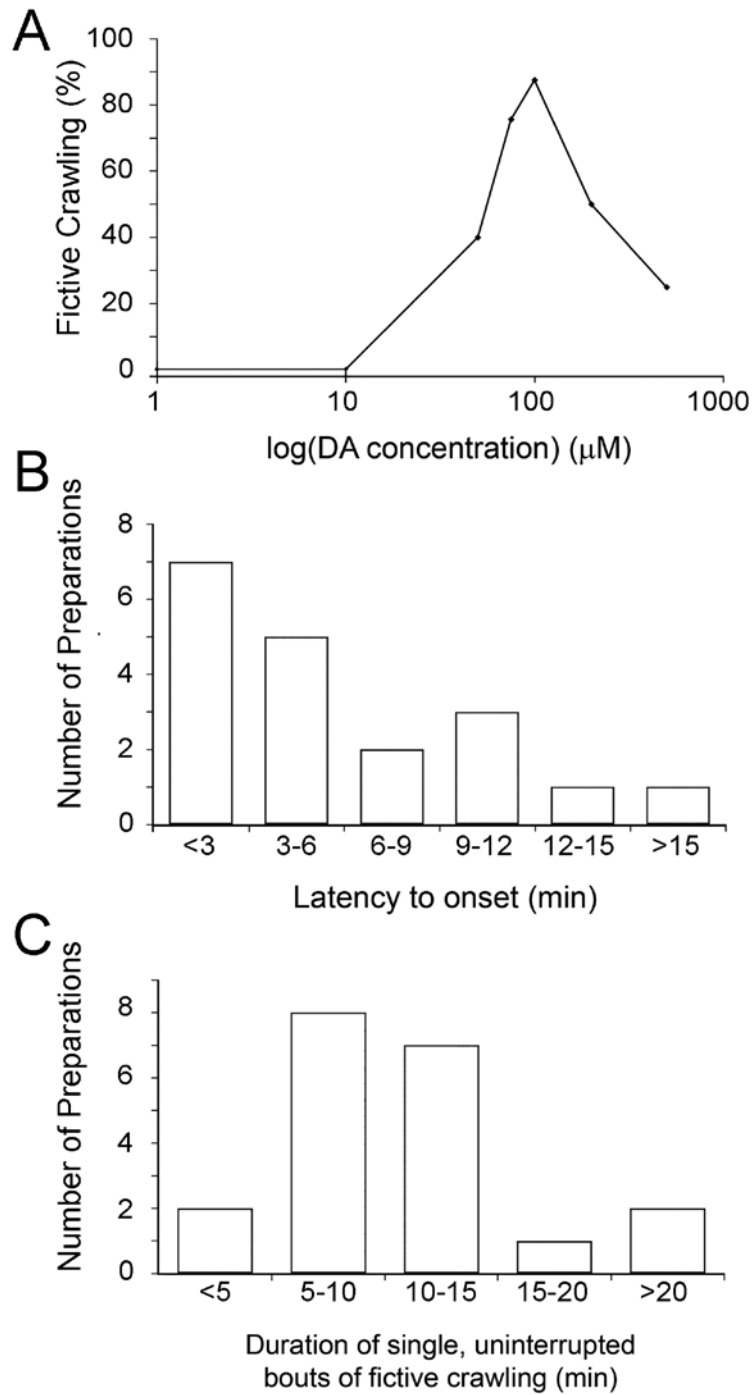 A
Fictive Crawling (%)
100
80
60
40
20
0
1 10 100 1000
log(DA concentration) (μM)
B
Number of Preparations
8
6
4
2
0
<3 3-6 6-9 9-12 12-15 >15
Latency to onset (min)
C
Number of Preparations
8
6
4
2
0
<5 5-10 10-15 15-20 >20
Duration of single, uninterrupted
bouts of fictive crawling (min)